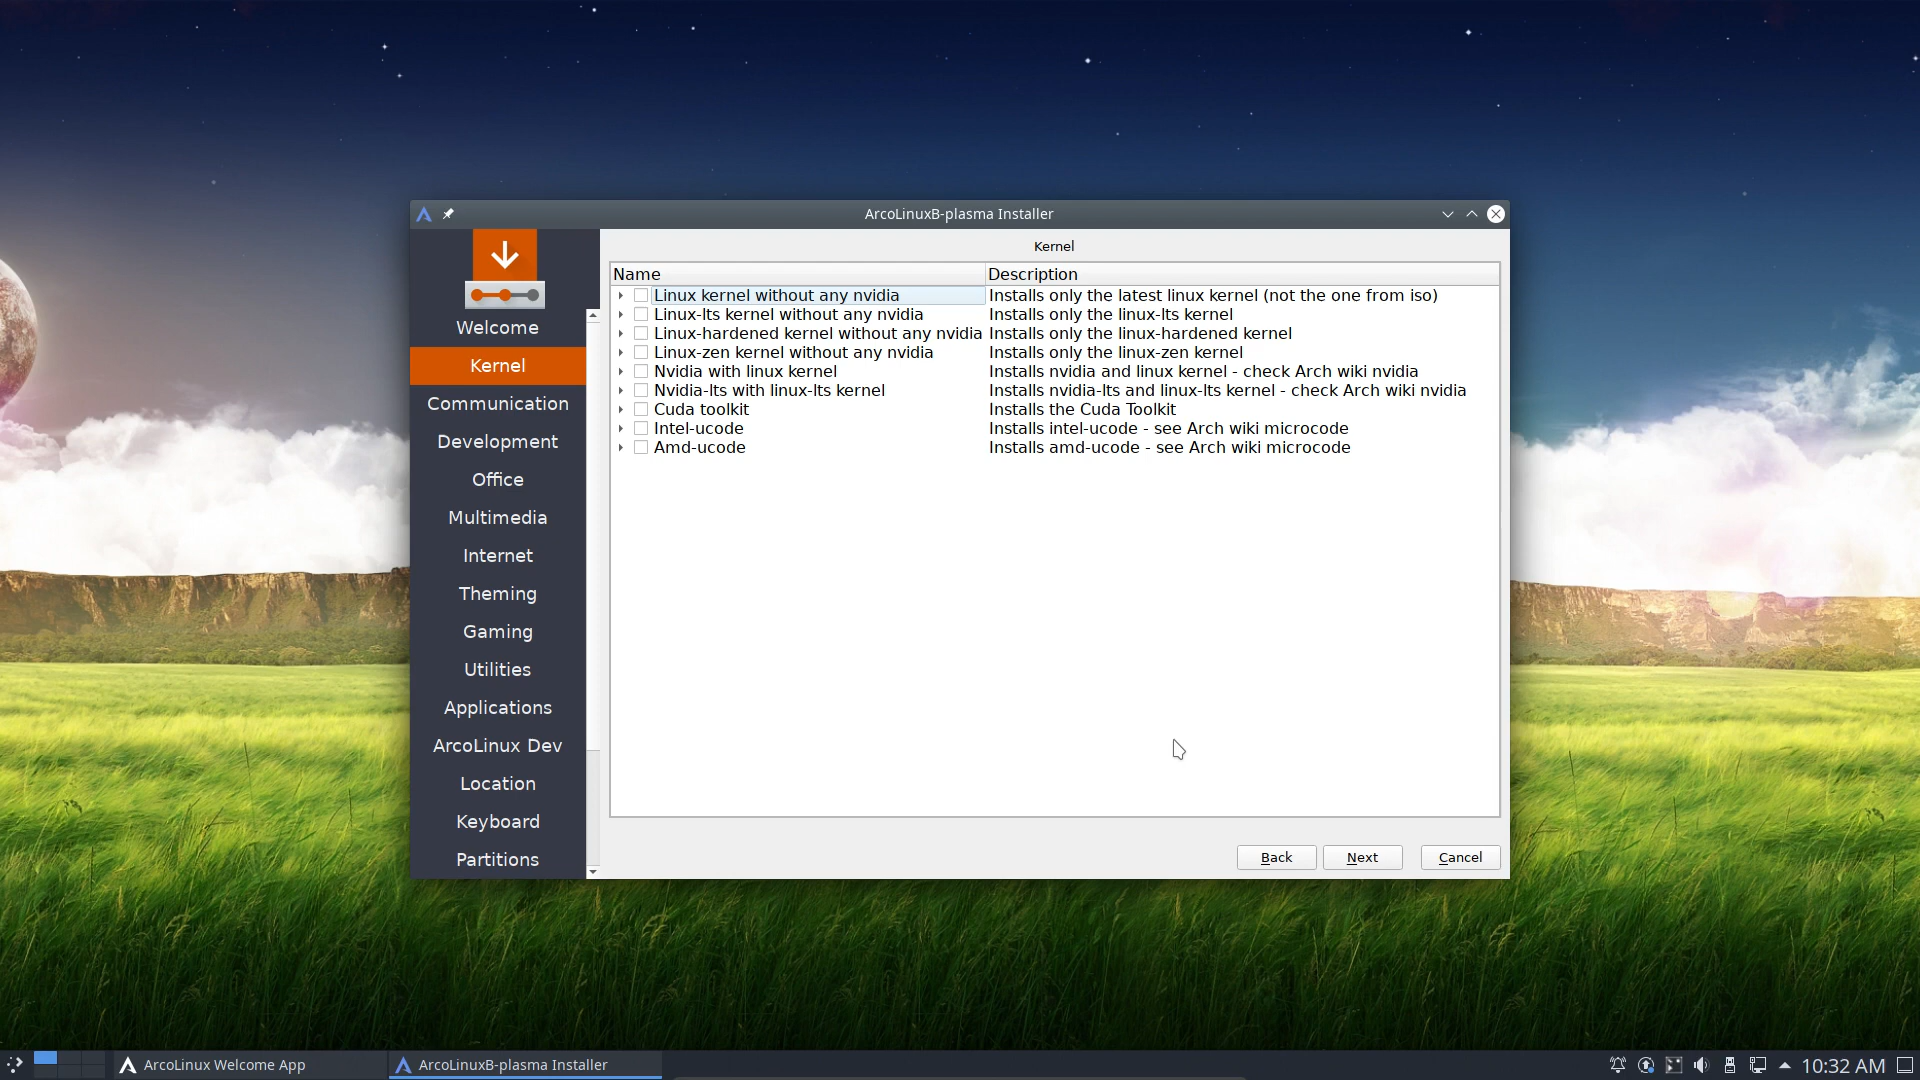 ArcoLinuxB-plasma Installer
Kernel
Name Description
Linux kernel without any nvidia Installs only the latest linux kernel (not the one from iso)
Linux-lts kernel without any nvidia Installs only the linux-lts kernel
Linux-hardened kernel without any nvidia Installs only the linux-hardened kernel
Linux-zen kernel without any nvidia Installs only the linux-zen kernel
Nvidia with linux kernel Installs nvidia and linux kernel - check Arch wiki nvidia
Nvidia-lts with linux-lts kernel Installs nvidia-lts and linux-lts kernel - check Arch wiki nvidia
Cuda toolkit Installs the Cuda Toolkit
Intel-ucode Installs intel-ucode - see Arch wiki microcode
Amd-ucode Installs amd-ucode - see Arch wiki microcode
Welcome
Kernel
Communication
Development
Office
Multimedia
Internet
Theming
Gaming
Utilities
Applications
ArcoLinux Dev
Location
Keyboard
Partitions
Back Next Cancel
ArcoLinux Welcome App ArcoLinuxB-plasma Installer 10:32 AM